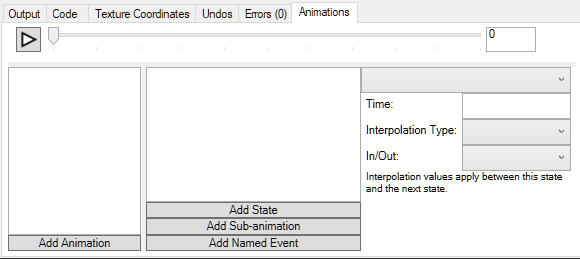 Output Code Texture Coordinates Undos Errors (0) Animations
0
Time:
Interpolation Type:
In/Out:
Interpolation values apply between this state
and the next state.
Add State
Add Sub-animation
Add Animation Add Named Event